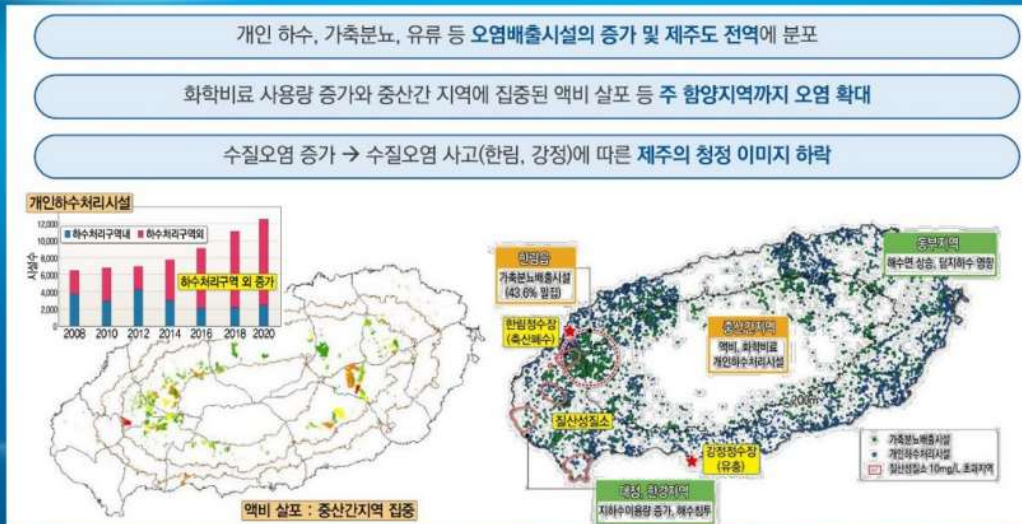 개인 하수, 가축분뇨, 유류 등 오염배출시설의 증가 및 제주도 전역에 분포
화학비료 사용량 증가와 중산간 지역에 집중된 액비 살포 등 주 함양지역까지 오염 확대
수질오염 증가 → 수질오염 사고(한림, 강정)에 따른 제주의 청정 이미지 하락
개인하수처리시설
시설수
12,000
10,000
8,000
6,000
4,000
2,000
0
하수처리구역내 하수처리구역외
하수처리구역 외 증가
2008 2010 2012 2014 2016 2018 2020
액비 살포 : 중산간지역 집중
한림읍
가축분뇨배출시설
(43.6% 밀집)
한림정수장
(축산폐수)
동부지역
해수면 상승, 담지하수 영향
중산간지역
액비, 화학비료
개인하수처리시설
200m
질산성질소
강정정수장
(유충)
대정, 한경지역
지하수이용량 증가, 해수침투
가축분뇨배출시설
개인하수처리시설
질산성질소 10mg/L 초과지역